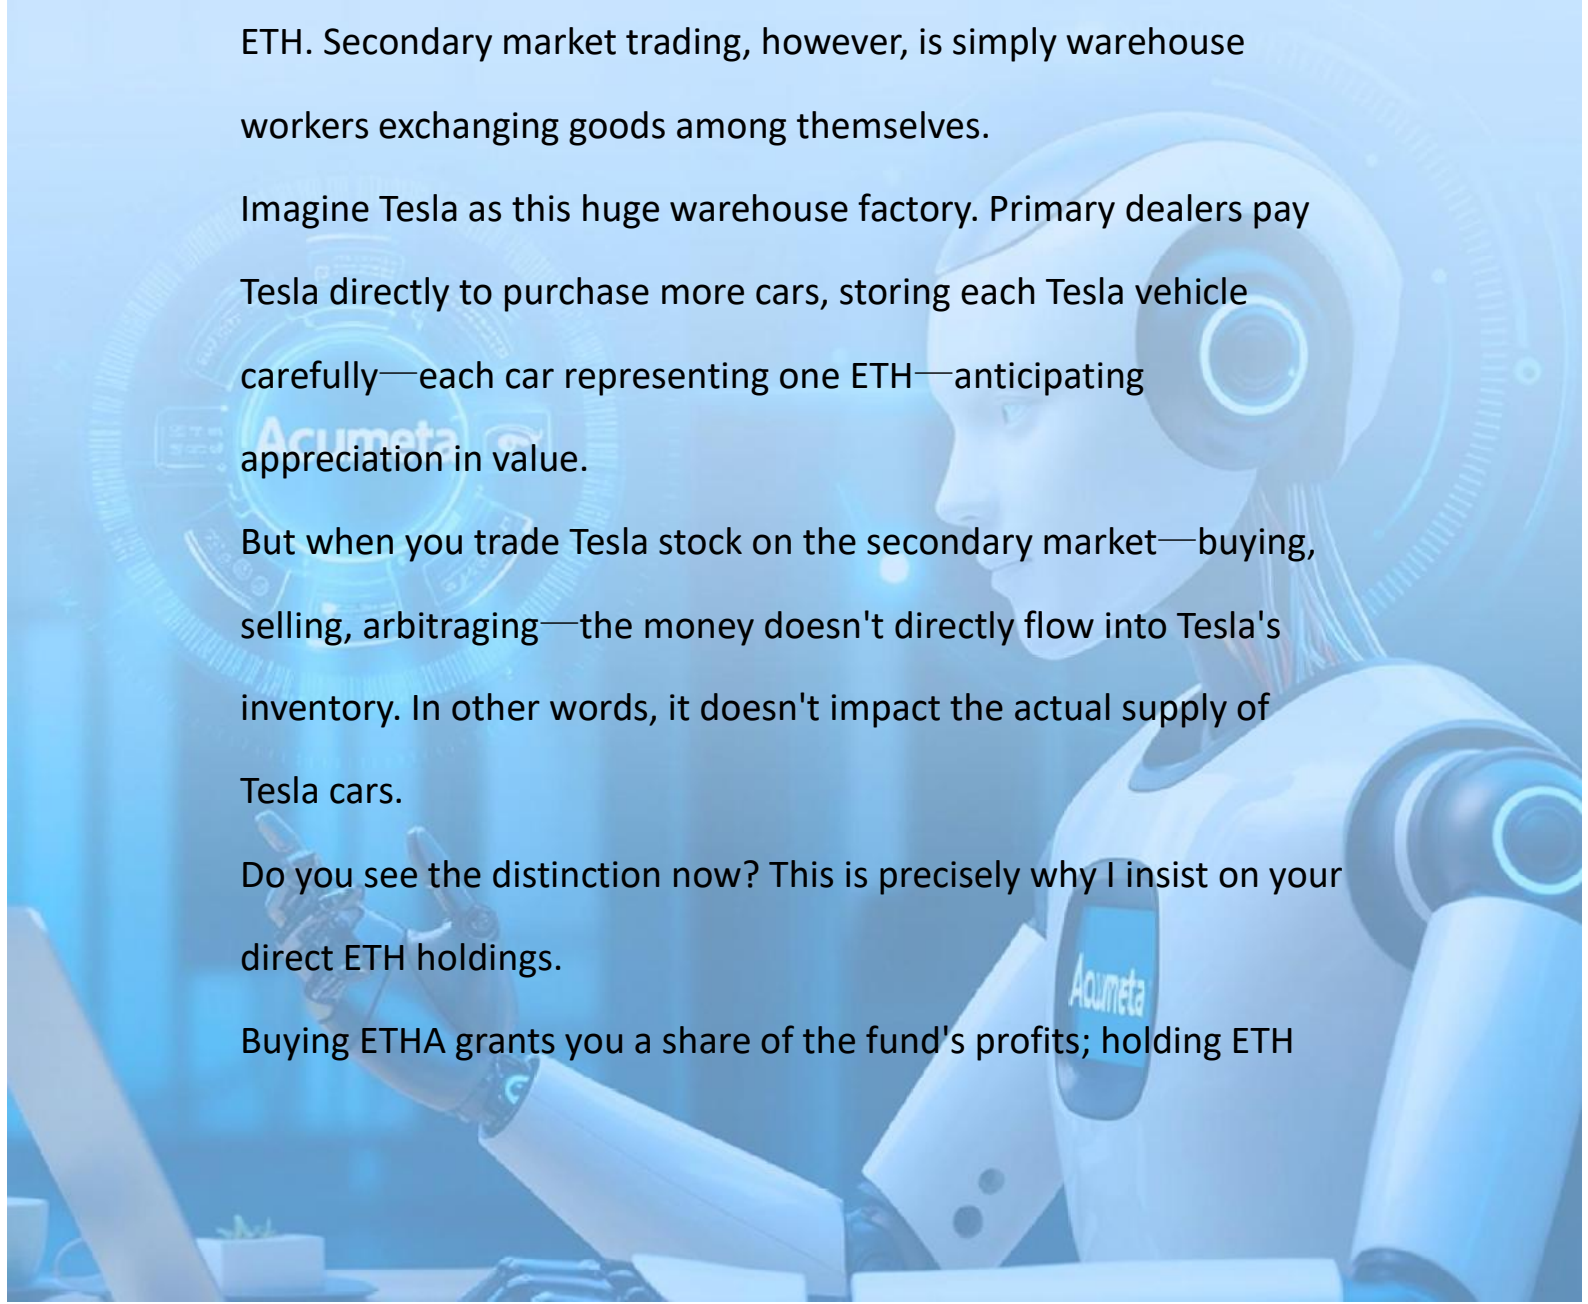 ETH. Secondary market trading, however, is simply warehouse
workers exchanging goods among themselves.
Imagine Tesla as this huge warehouse factory. Primary dealers pay
Tesla directly to purchase more cars, storing each Tesla vehicle
carefully—each car representing one ETH—anticipating
Acumeta
appreciation in value.
But when you trade Tesla stock on the secondary market—buying,
selling, arbitraging—the money doesn't directly flow into Tesla's
inventory. In other words, it doesn't impact the actual supply of
Tesla cars.
Do you see the distinction now? This is precisely why I insist on your
direct ETH holdings.
Acumeta
Buying ETHA grants you a share of the fund's profits; holding ETH